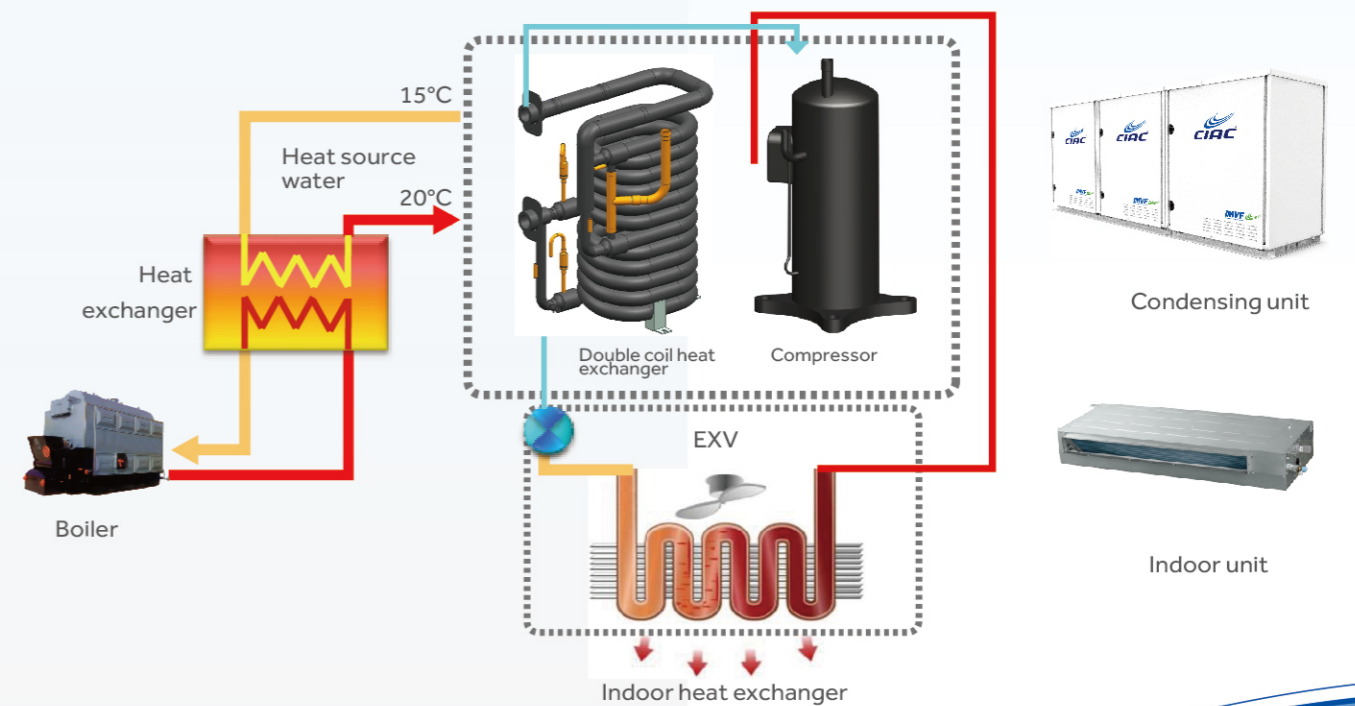 15°C
Heat source
water
20°C
Heat
exchanger
Boiler
Double coil heat
exchanger
Compressor
EXV
Indoor heat exchanger
CIAC
CIAC
CIAC
Condensing unit
Indoor unit